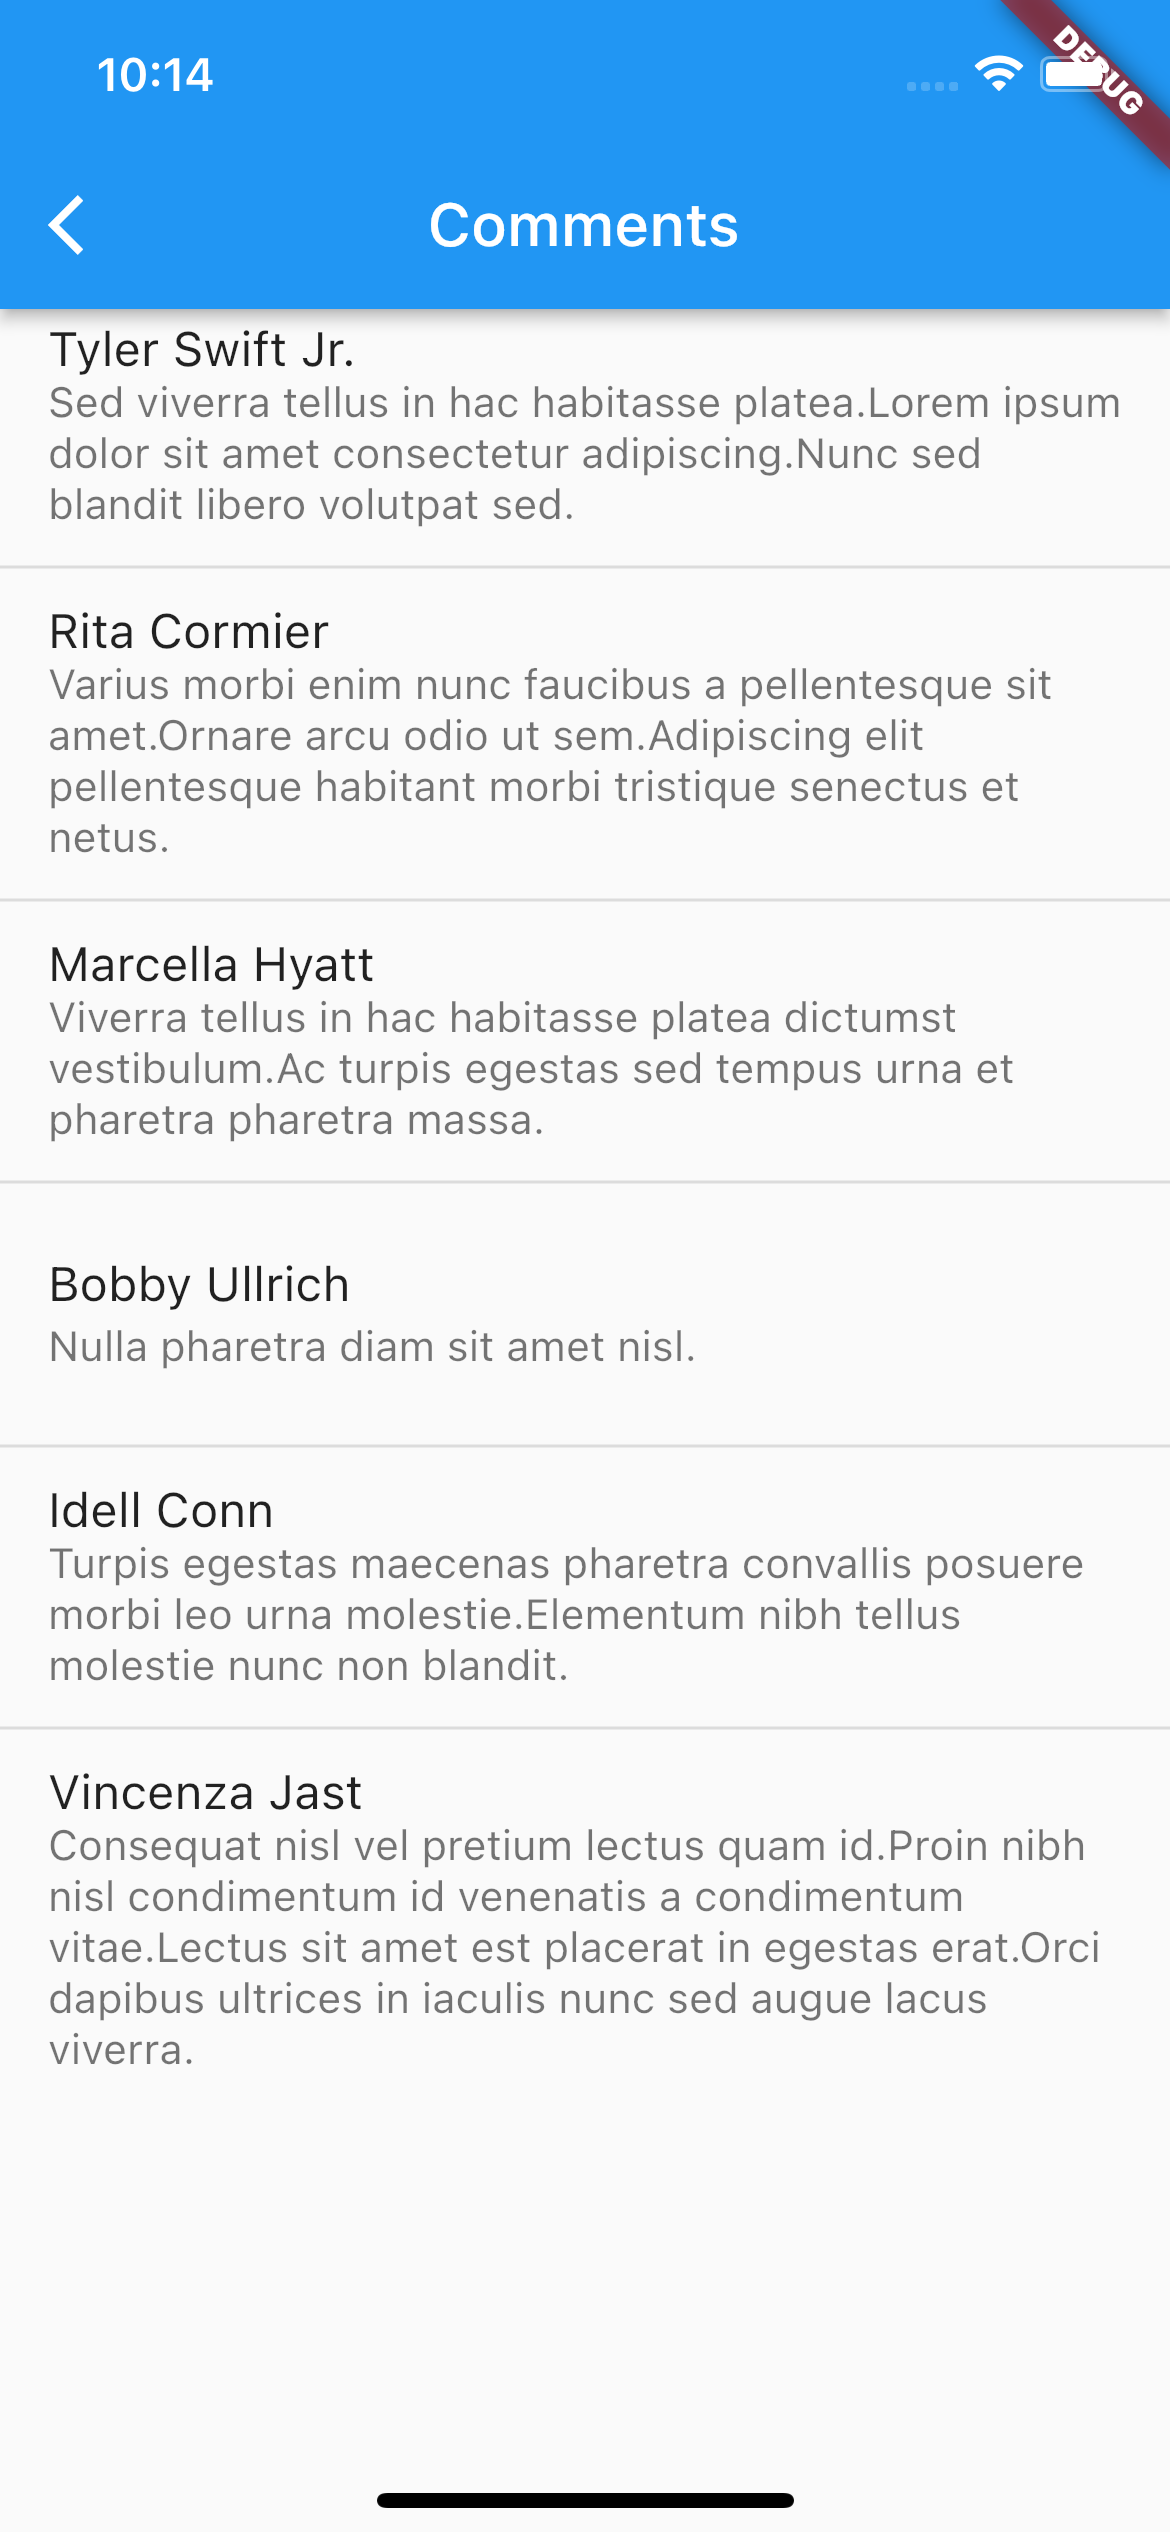 10:14
DEBUG
Comments
Tyler Swift Jr.
Sed viverra tellus in hac habitasse platea.Lorem ipsum
dolor sit amet consectetur adipiscing.Nunc sed
blandit libero volutpat sed.
Rita Cormier
Varius morbi enim nunc faucibus a pellentesque sit
amet.Ornare arcu odio ut sem.Adipiscing elit
pellentesque habitant morbi tristique senectus et
netus.
Marcella Hyatt
Viverra tellus in hac habitasse platea dictumst
vestibulum.Ac turpis egestas sed tempus urna et
pharetra pharetra massa.
Bobby Ullrich
Nulla pharetra diam sit amet nisl.
Idell Conn
Turpis egestas maecenas pharetra convallis posuere
morbi leo urna molestie.Elementum nibh tellus
molestie nunc non blandit.
Vincenza Jast
Consequat nisl vel pretium lectus quam id.Proin nibh
nisl condimentum id venenatis a condimentum
vitae.Lectus sit amet est placerat in egestas erat.Orci
dapibus ultrices in iaculis nunc sed augue lacus
viverra.